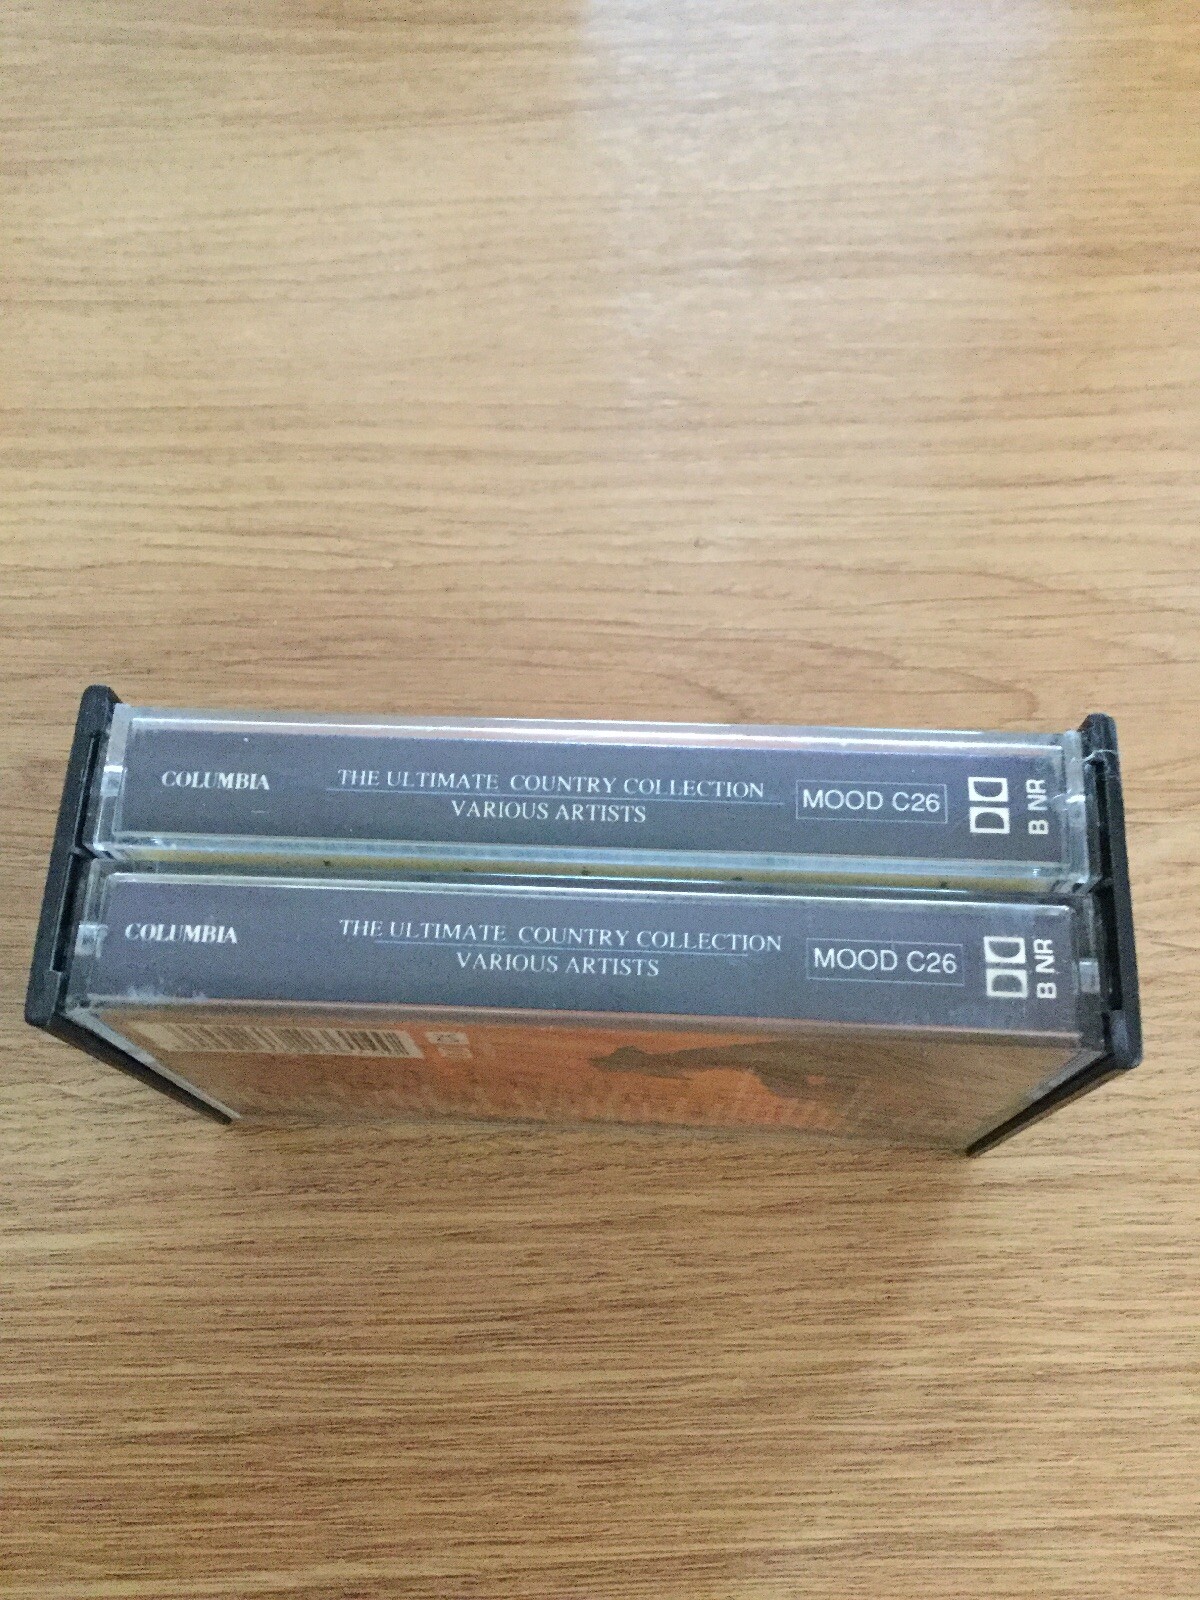 COLUMBIA
THE ULTIMATE COUNTRY COLLECTION
VARIOUS ARTISTS
MOOD C26
B NR
COLUMBIA
THE ULTIMATE COUNTRY COLLECTION
VARIOUS ARTISTS
MOOD C26
B NR